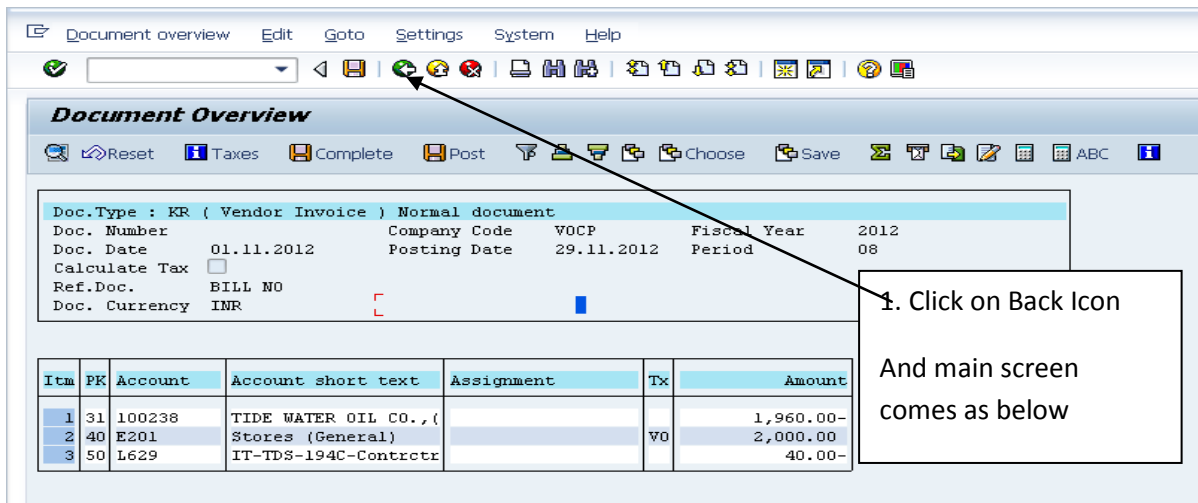 Document overview Edit Goto Settings System Help
Document Overview
Reset Taxes Complete Post Choose Save ABC
Doc.Type : KR ( Vendor Invoice ) Normal document
Doc. Number Company Code VOCP Fiscal Year 2012
Doc. Date 01.11.2012 Posting Date 29.11.2012 Period 08
Calculate Tax
Ref.Doc. BILL NO
Doc. Currency INR
1. Click on Back Icon
And main screen
comes as below
Itm PK Account Account short text Assignment Tx Amount
1 31 100238 TIDE WATER OIL CO.,( 1,960.00-
2 40 E201 Stores (General) V0 2,000.00
3 50 L629 IT-TDS-194C-Contrctr 40.00-